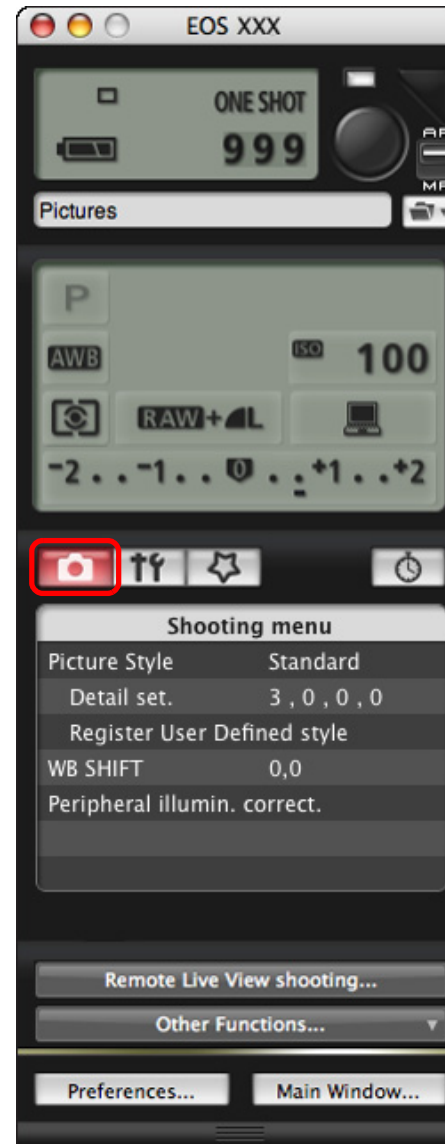 EOS XXX
ONE SHOT
999
AF
MF
Pictures
P
AWB
ISO 100
RAW+L
-2..-1..0..+1..+2
Shooting menu
Picture Style Standard
Detail set. 3,0,0,0
Register User Defined style
WB SHIFT 0,0
Peripheral illumin. correct.
Remote Live View shooting...
Other Functions...
Preferences... Main Window...